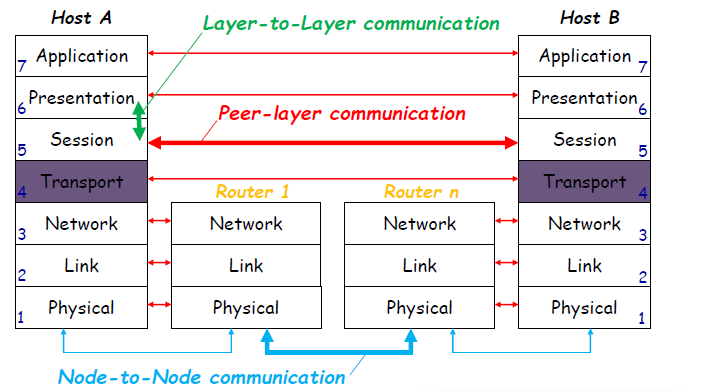 Host A
Layer-to-Layer communication
Host B
7 Application
Application 7
6 Presentation
Presentation 6
Peer-layer communication
5 Session
Session 5
4 Transport
Transport 4
Router 1
Router n
3 Network
Network
Network
Network 3
2 Link
Link
Link
Link 2
1 Physical
Physical
Physical
Physical 1
Node-to-Node communication